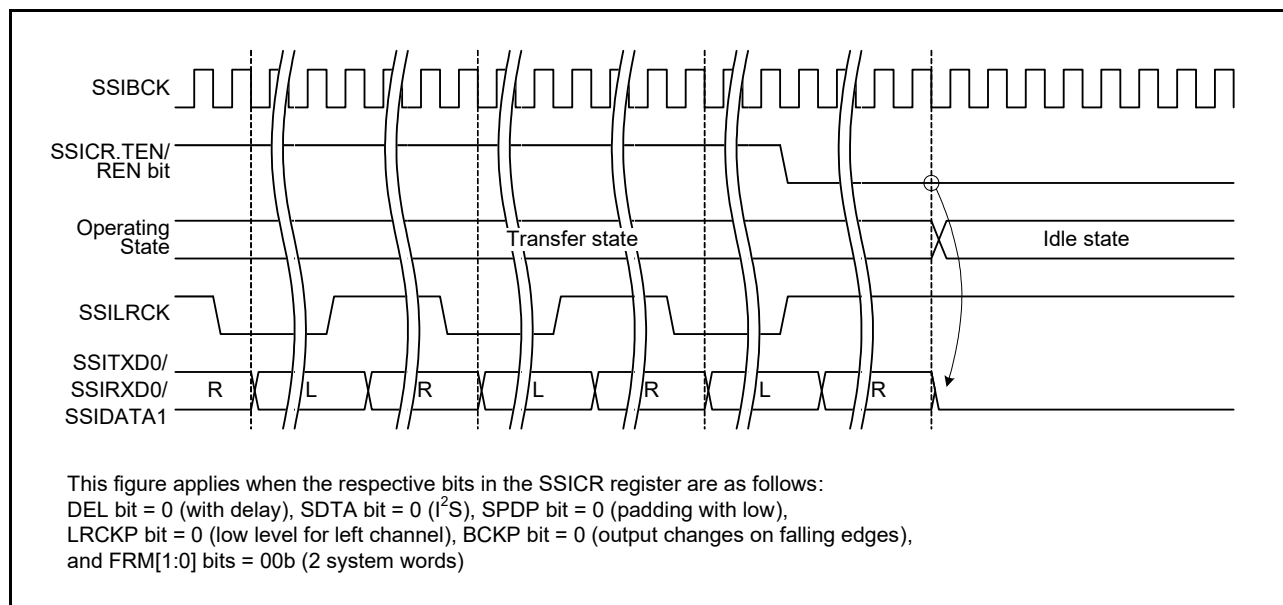 SSIBCK
SSICR.TEN/
REN bit
Operating
State
Transfer state
Idle state
SSILRCK
SSITXD0/
SSIRXD0/
SSIDATA1
R
L
R
L
R
L
R
This figure applies when the respective bits in the SSICR register are as follows:
DEL bit = 0 (with delay), SDTA bit = 0 (I²S), SPDP bit = 0 (padding with low),
LRCKP bit = 0 (low level for left channel), BCKP bit = 0 (output changes on falling edges),
and FRM[1:0] bits = 00b (2 system words)